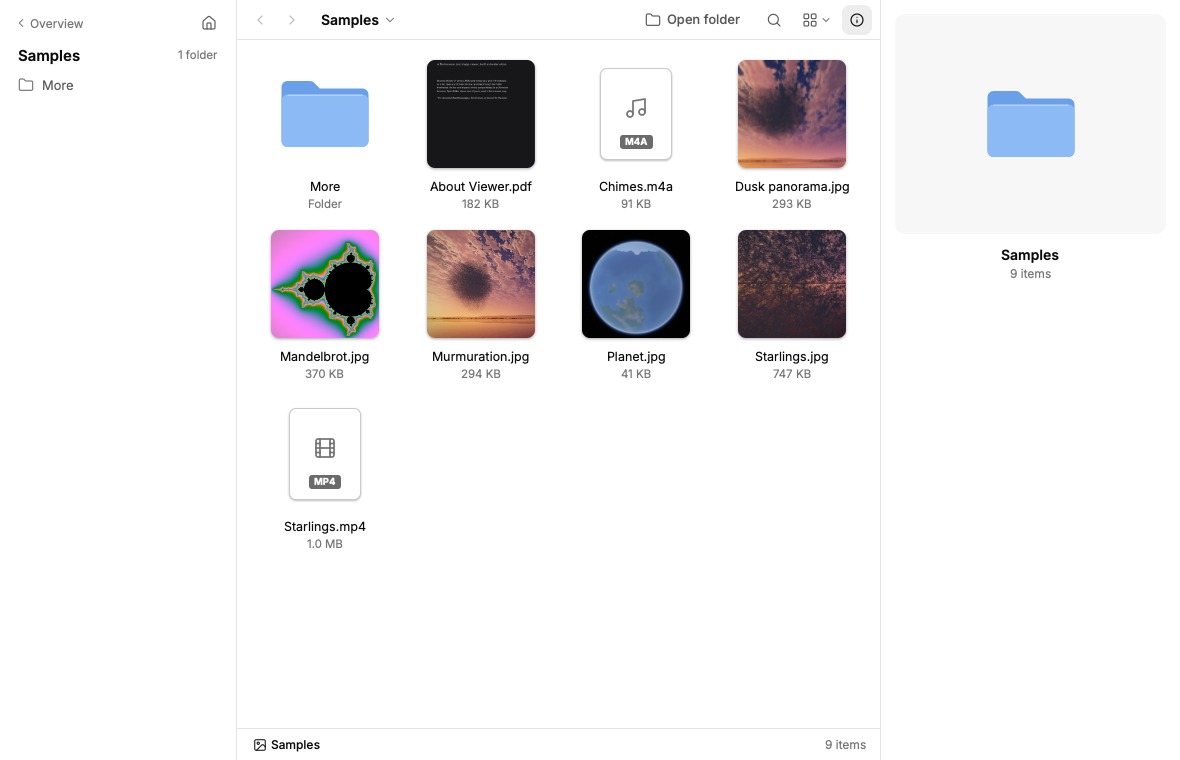 Overview
Samples
1 folder
More
Samples
Open folder
More
Folder
About Viewer.pdf
182 KB
M4A
Chimes.m4a
91 KB
Dusk panorama.jpg
293 KB
Mandelbrot.jpg
370 KB
Murmuration.jpg
294 KB
Planet.jpg
41 KB
Starlings.jpg
747 KB
MP4
Starlings.mp4
1.0 MB
Samples
9 items
Samples
9 items